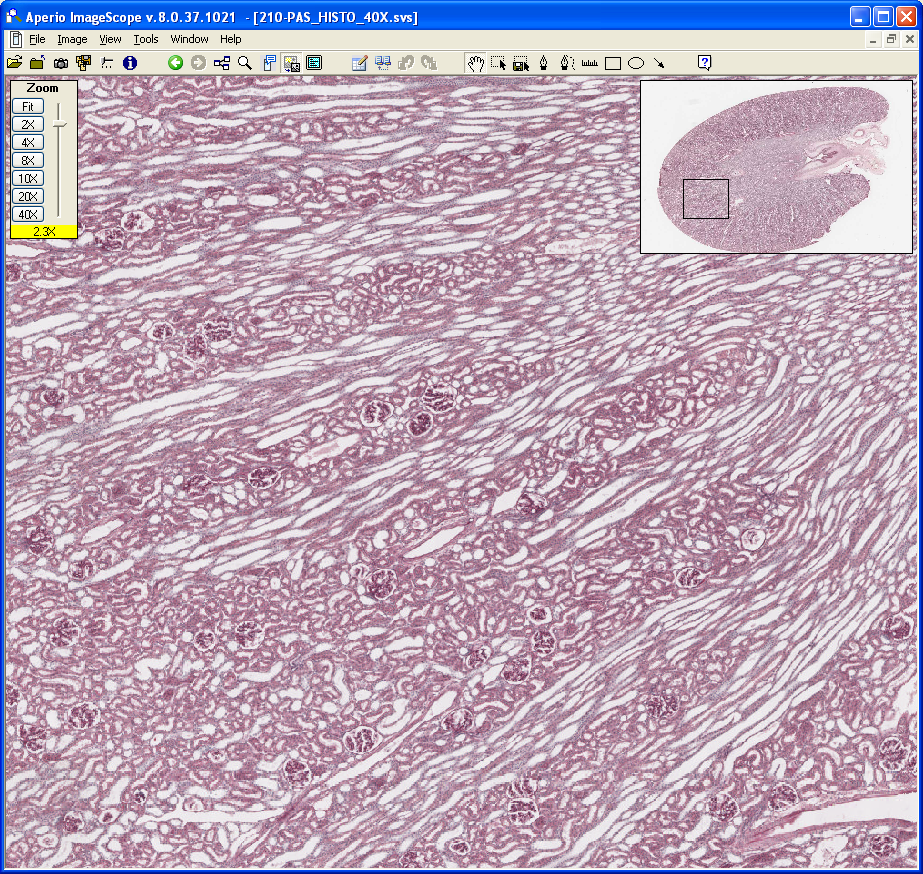 Aperio ImageScope v.8.0.37.1021 - [210-PAS_HISTO_40X.svs]
File Image View Tools Window Help
Zoom
Fit
2X
4X
8X
10X
20X
40X
2.3X